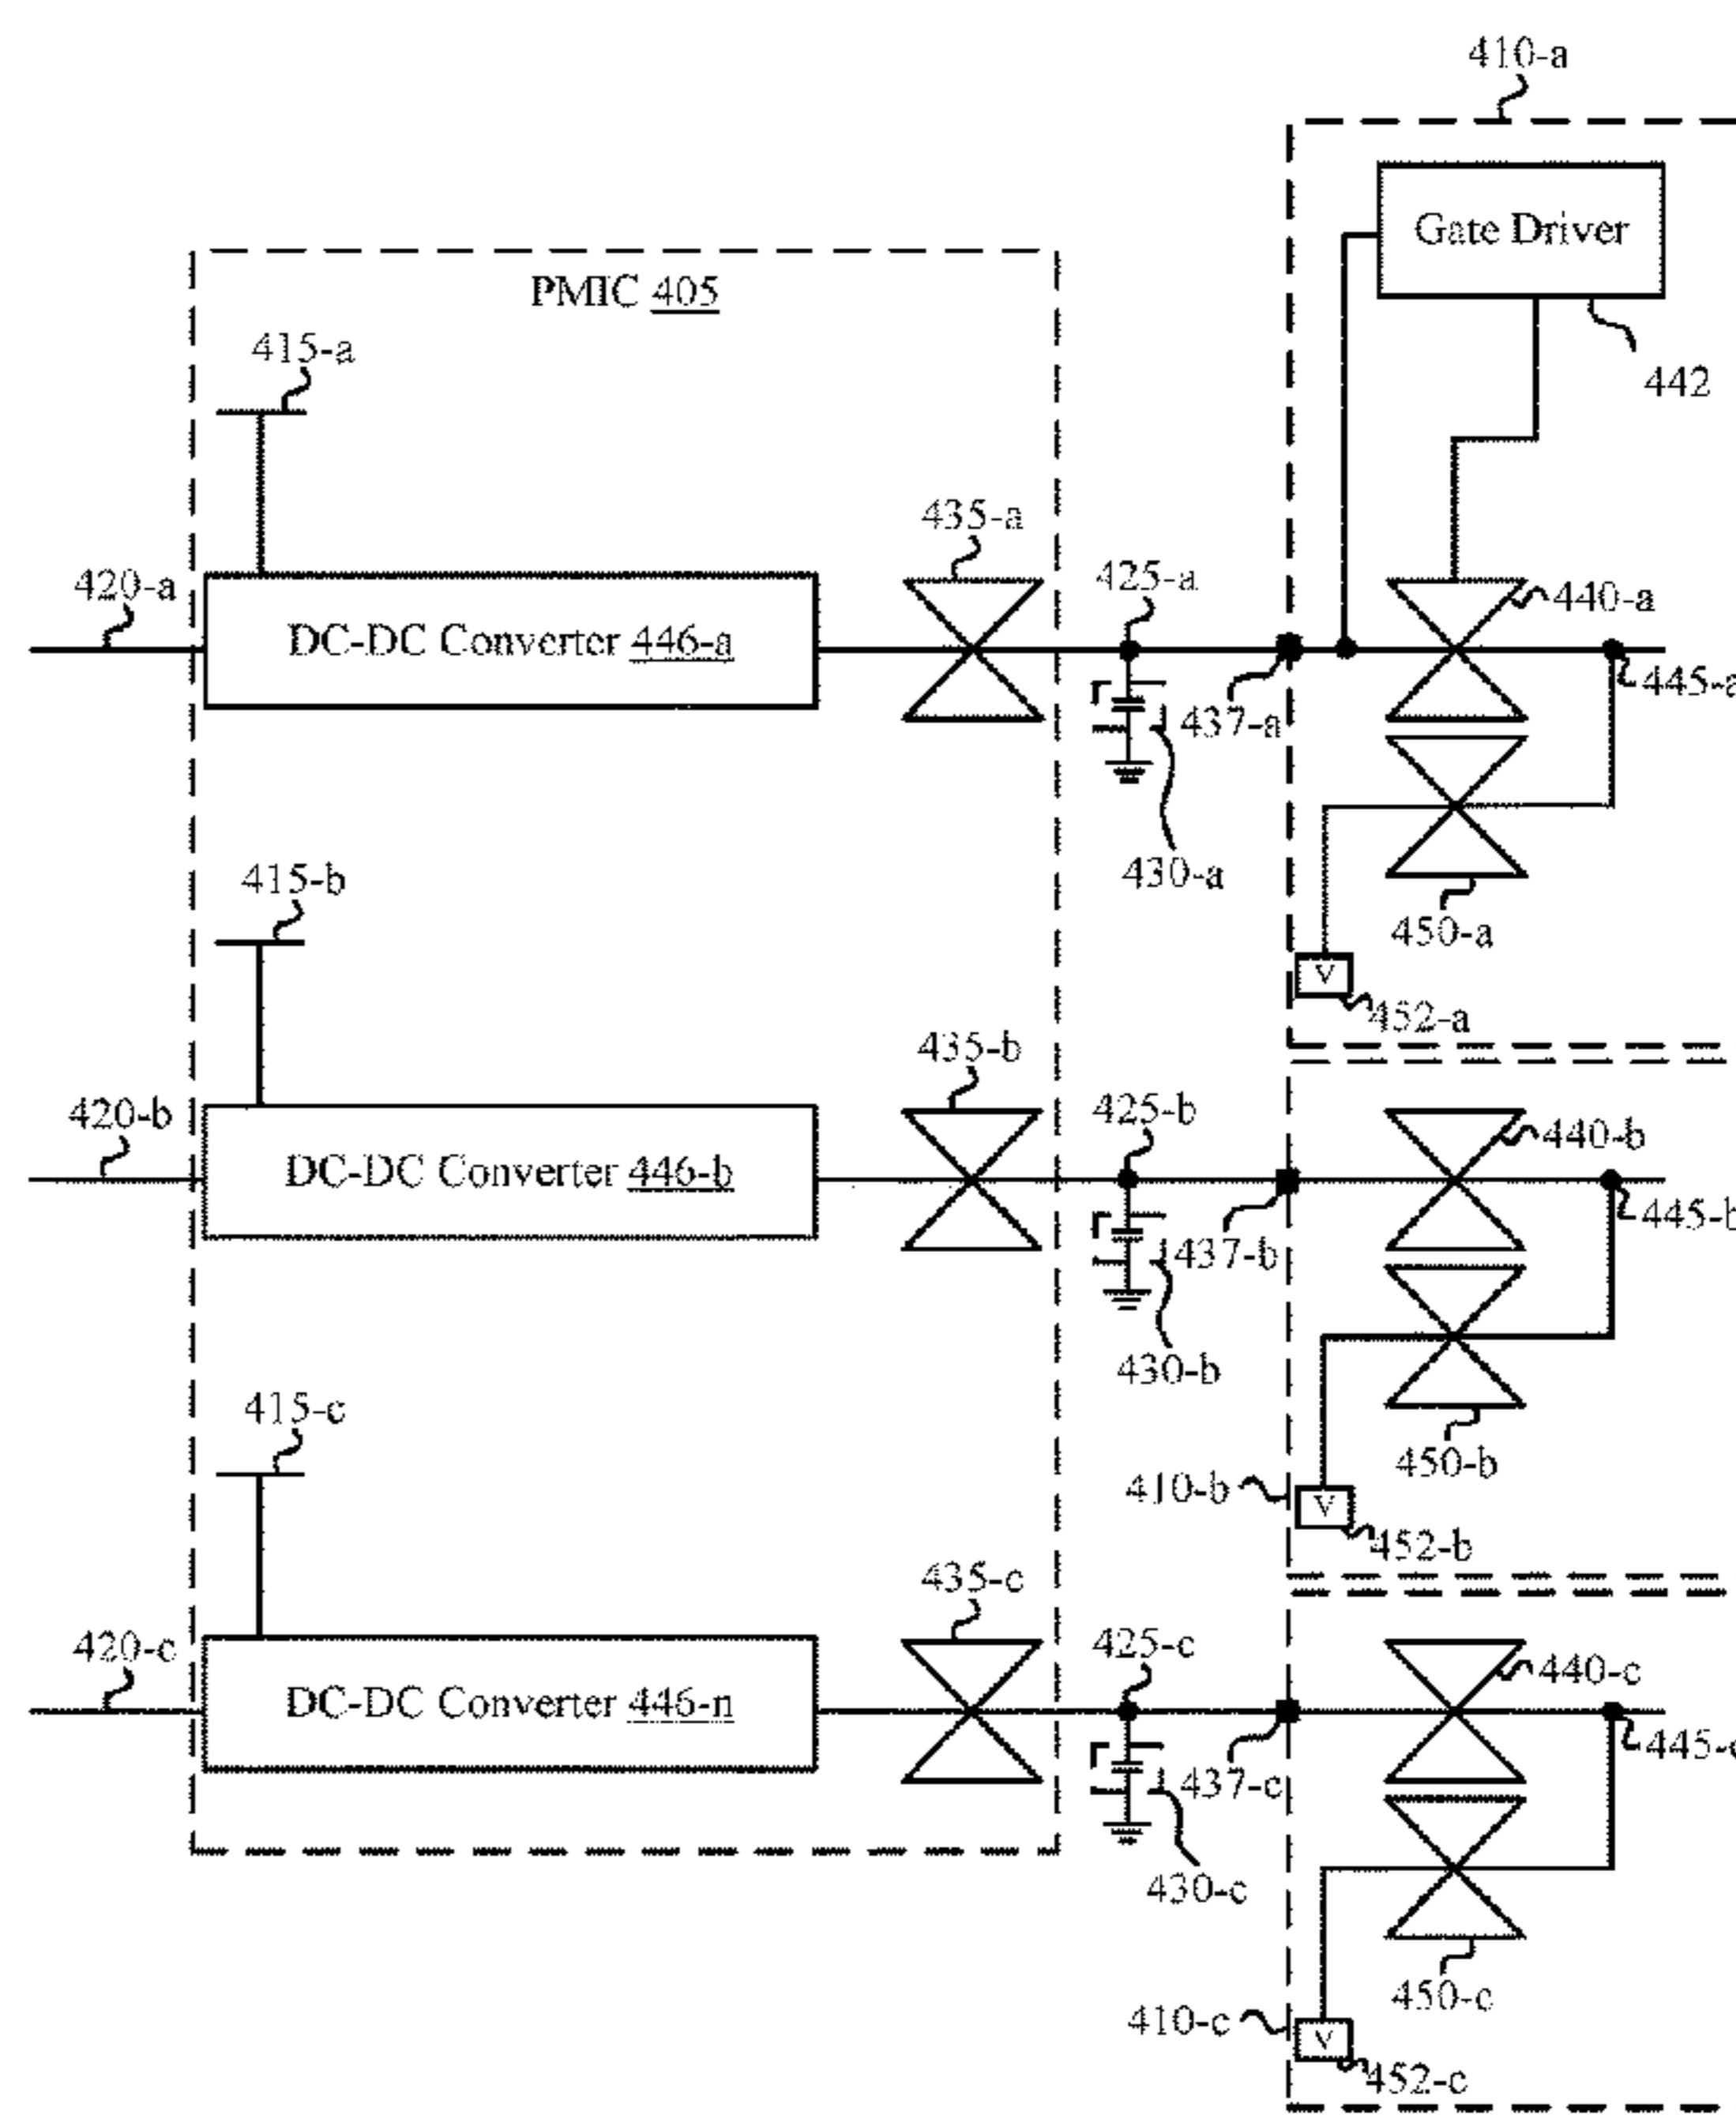 410-a
Gate Driver
PMIC 405
415-a
442
435-a
420-a
425-a
440-a
DC-DC Converter 446-a
445-a
437-a
430-a
415-b
450-a
V
452-a
435-b
420-b
425-b
440-b
DC-DC Converter 446-b
445-b
437-b
430-b
415-c
450-b
410-b
V
452-b
435-c
420-c
425-c
440-c
DC-DC Converter 446-n
445-c
437-c
430-c
450-c
410-c
V
452-c